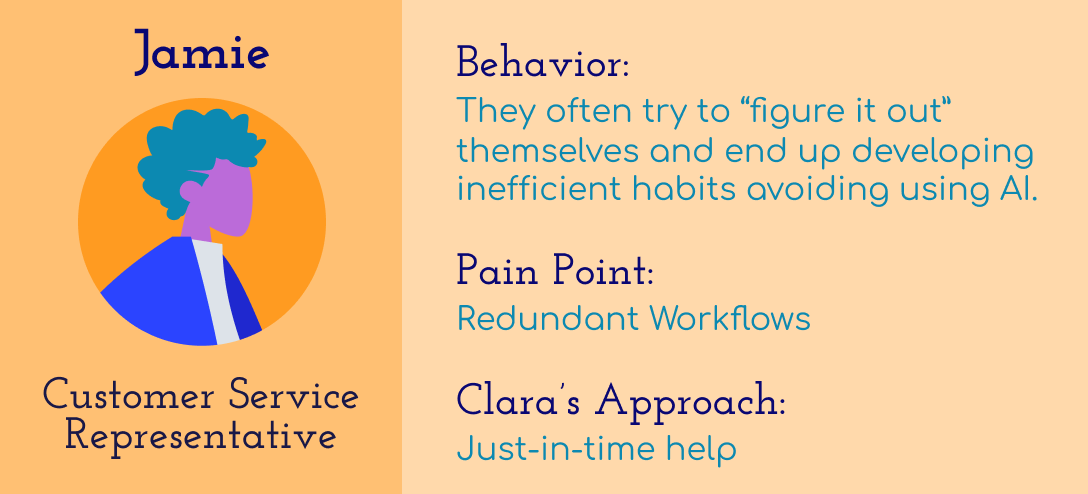 Jamie
Customer Service
Representative
Behavior:
They often try to “figure it out”
themselves and end up developing
inefficient habits avoiding using AI.
Pain Point:
Redundant Workflows
Clara’s Approach:
Just-in-time help